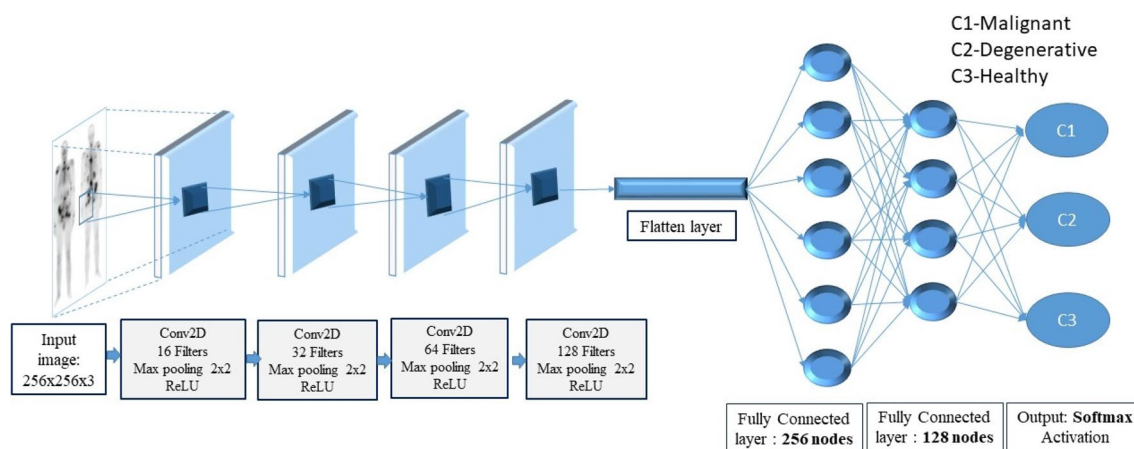 C1-Malignant
C2-Degenerative
C3-Healthy
C1
C2
C3
Flatten layer
Input
image:
256x256x3
Conv2D
16 Filters
Max pooling 2x2
ReLU
Conv2D
32 Filters
Max pooling 2x2
ReLU
Conv2D
64 Filters
Max pooling 2x2
ReLU
Conv2D
128 Filters
Max pooling 2x2
ReLU
Fully Connected
layer : 256 nodes
Fully Connected
layer : 128 nodes
Output: Softmax
Activation